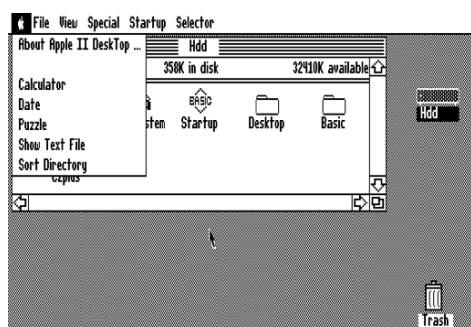 File View Special Startup Selector
About Apple II DeskTop ...
Calculator
Date
Puzzle
Show Text File
Sort Directory
Hdd
358K in disk 32410K available
stem Startup Desktop Basic
BASIC
Hdd
Trash